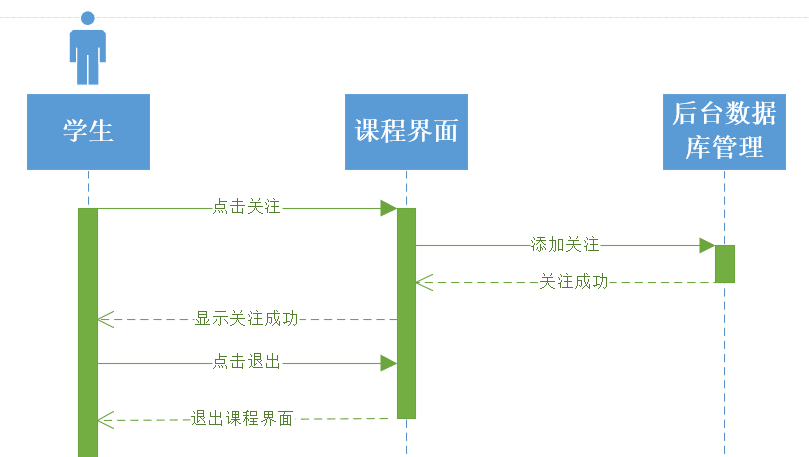 学生
课程界面
后台数据
库管理
点击关注
添加关注
关注成功
显示关注成功
点击退出
退出课程界面